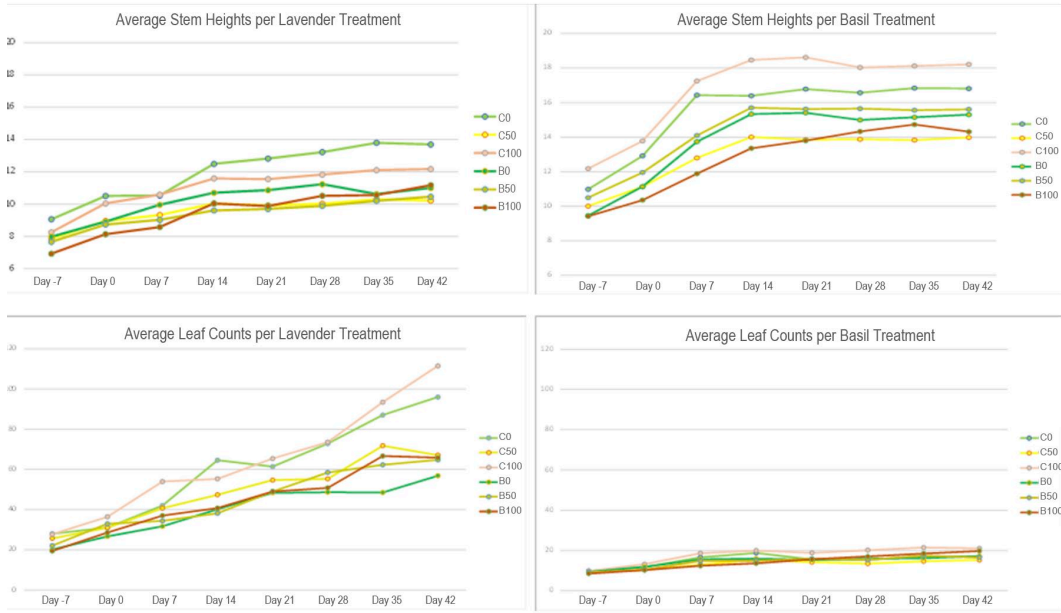 Average Stem Heights per Lavender Treatment
20
18
16
14
12
10
8
6
Day -7 Day 0 Day 7 Day 14 Day 21 Day 28 Day 35 Day 42
C0
C50
C100
B0
B50
B100
Average Stem Heights per Basil Treatment
20
18
16
14
12
10
8
6
Day -7 Day 0 Day 7 Day 14 Day 21 Day 28 Day 35 Day 42
C0
C50
C100
B0
B50
B100
Average Leaf Counts per Lavender Treatment
60
40
20
0
Day -7 Day 0 Day 7 Day 14 Day 21 Day 28 Day 35 Day 42
C0
C50
C100
B0
B50
B100
Average Leaf Counts per Basil Treatment
120
100
80
60
40
20
0
Day -7 Day 0 Day 7 Day 14 Day 21 Day 28 Day 35 Day 42
C0
C50
C100
B0
B50
B100